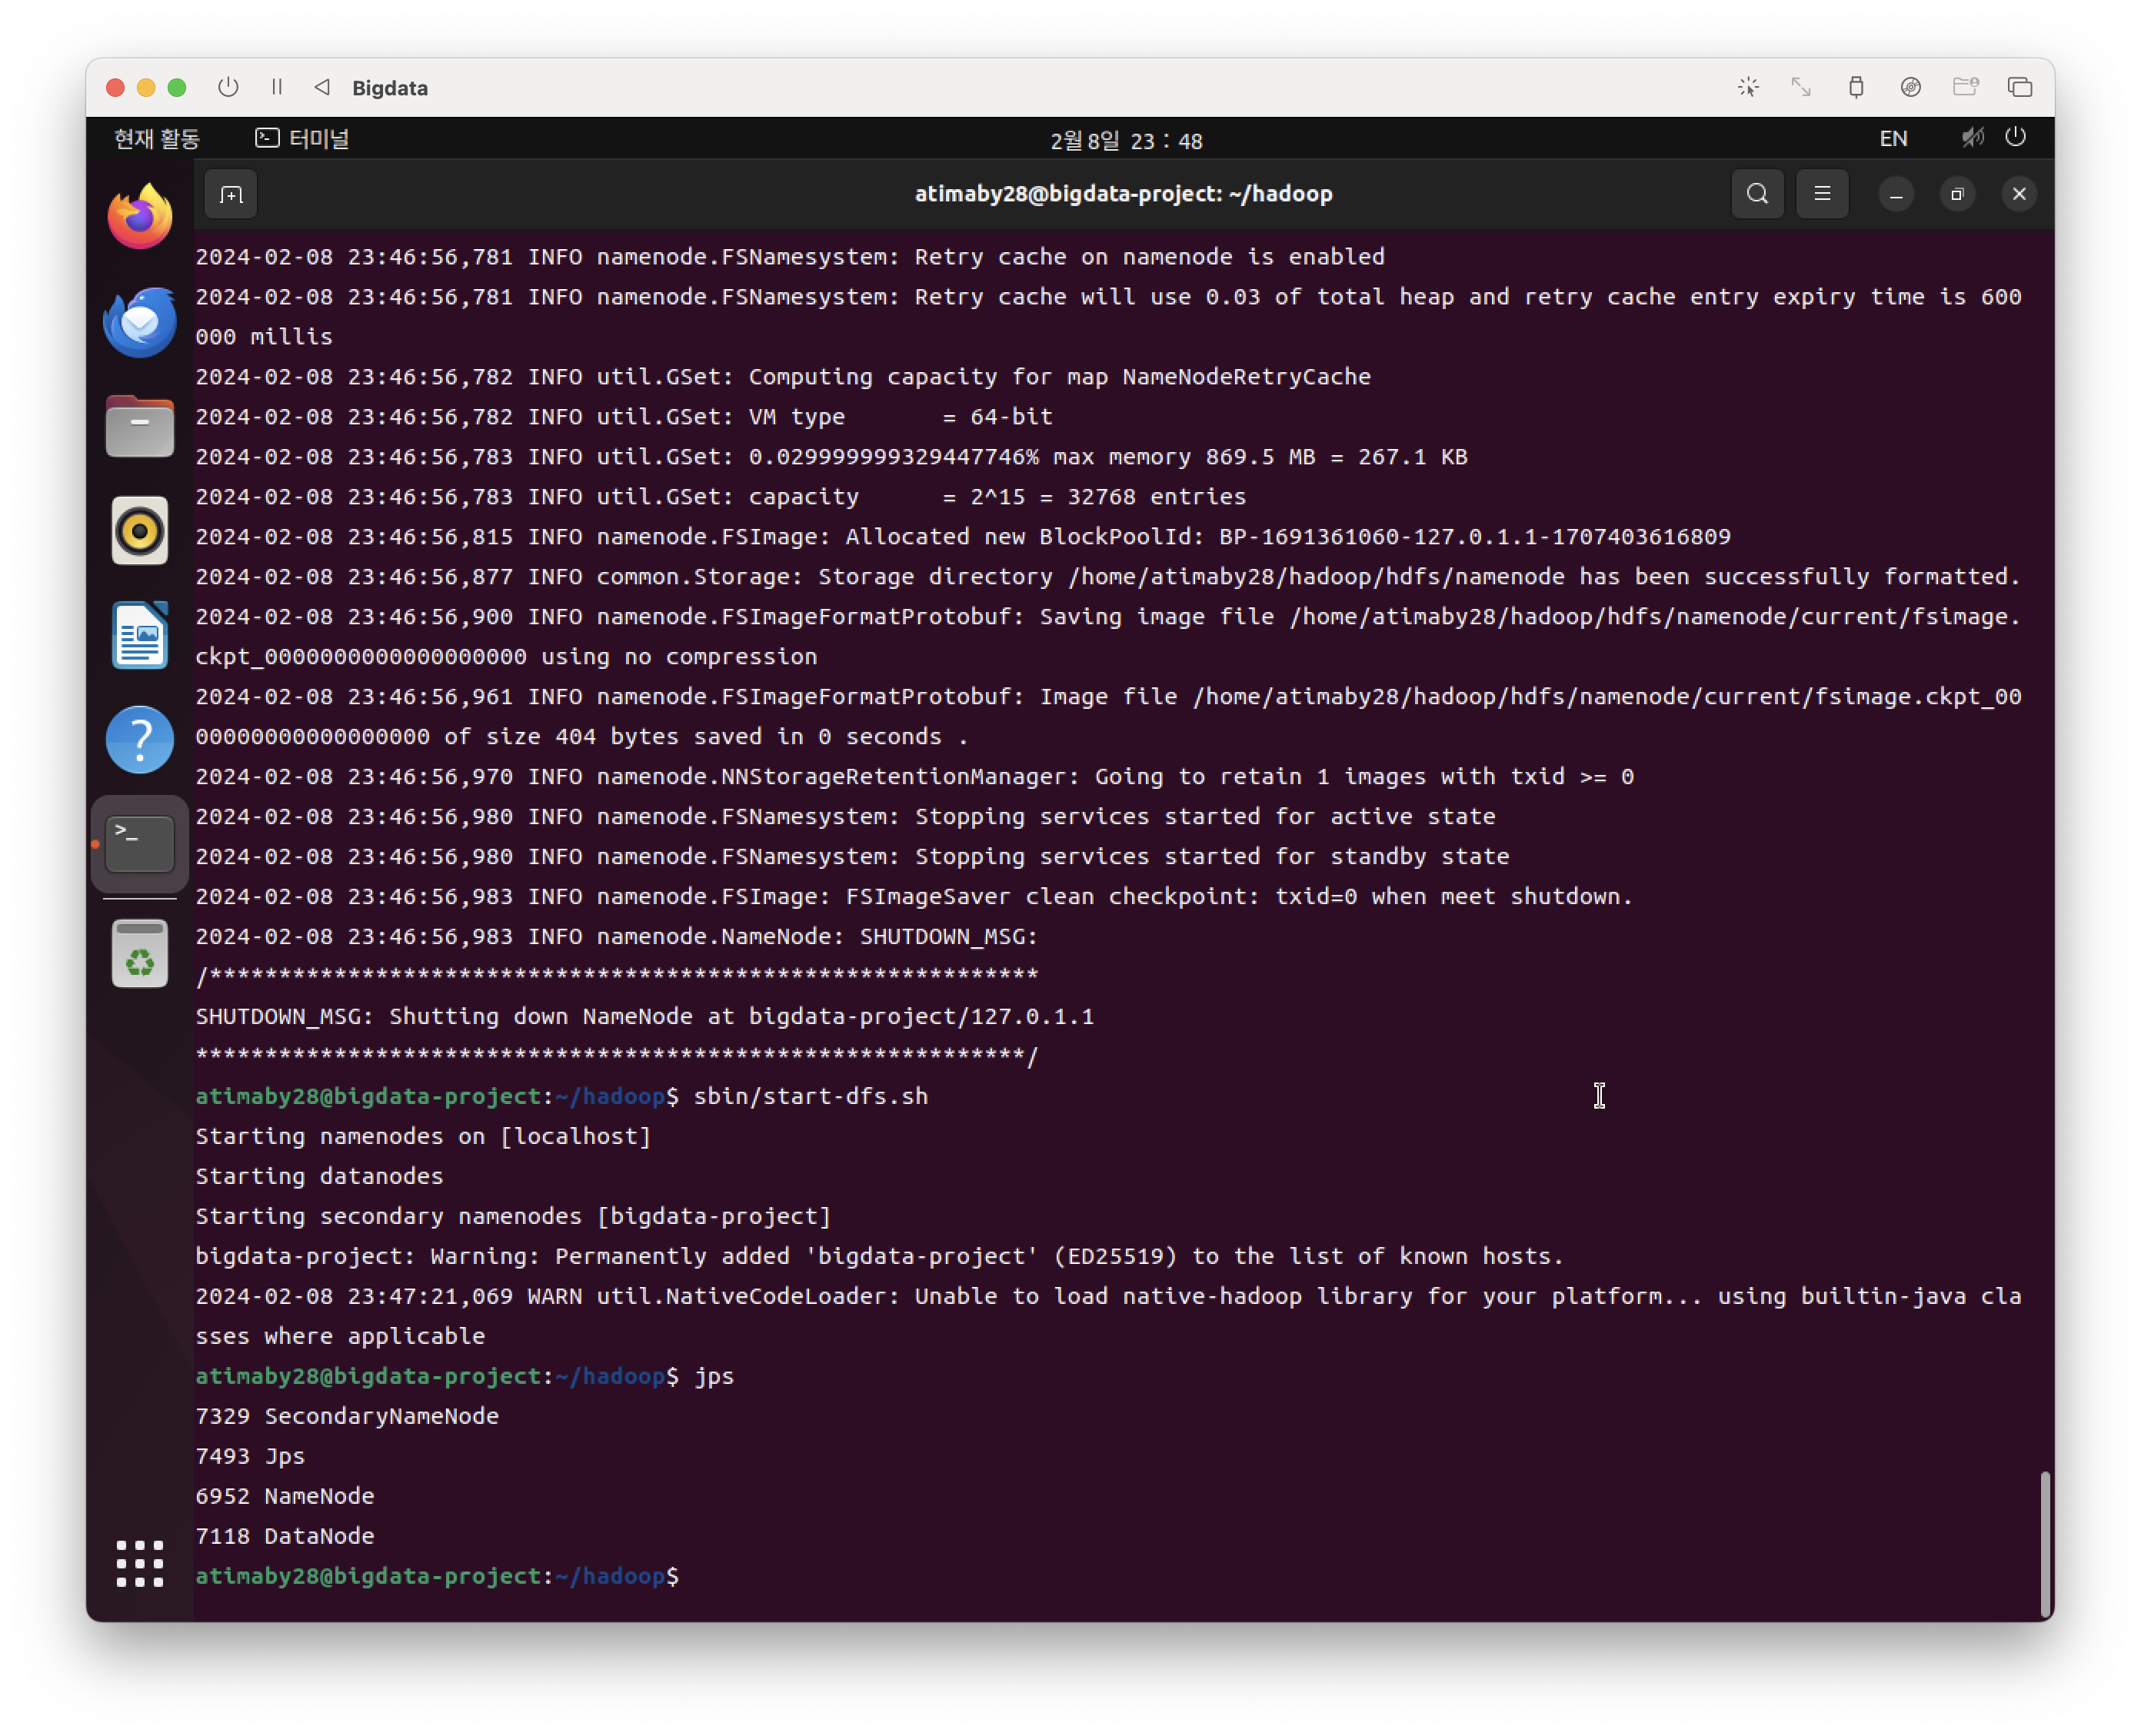 Bigdata
현재 활동
터미널
2월 8일 23 : 48
EN
atimaby28@bigdata-project: ~/hadoop
2024-02-08 23:46:56,781 INFO namenode.FSNamesystem: Retry cache on namenode is enabled
2024-02-08 23:46:56,781 INFO namenode.FSNamesystem: Retry cache will use 0.03 of total heap and retry cache entry expiry time is 600
000 millis
2024-02-08 23:46:56,782 INFO util.GSet: Computing capacity for map NameNodeRetryCache
2024-02-08 23:46:56,782 INFO util.GSet: VM type       = 64-bit
2024-02-08 23:46:56,783 INFO util.GSet: 0.029999999329447746% max memory 869.5 MB = 267.1 KB
2024-02-08 23:46:56,783 INFO util.GSet: capacity      = 2^15 = 32768 entries
2024-02-08 23:46:56,815 INFO namenode.FSImage: Allocated new BlockPoolId: BP-1691361060-127.0.1.1-1707403616809
2024-02-08 23:46:56,877 INFO common.Storage: Storage directory /home/atimaby28/hadoop/hdfs/namenode has been successfully formatted.
2024-02-08 23:46:56,900 INFO namenode.FSImageFormatProtobuf: Saving image file /home/atimaby28/hadoop/hdfs/namenode/current/fsimage.
ckpt_0000000000000000000 using no compression
2024-02-08 23:46:56,961 INFO namenode.FSImageFormatProtobuf: Image file /home/atimaby28/hadoop/hdfs/namenode/current/fsimage.ckpt_00
00000000000000000 of size 404 bytes saved in 0 seconds .
2024-02-08 23:46:56,970 INFO namenode.NNStorageRetentionManager: Going to retain 1 images with txid >= 0
2024-02-08 23:46:56,980 INFO namenode.FSNamesystem: Stopping services started for active state
2024-02-08 23:46:56,980 INFO namenode.FSNamesystem: Stopping services started for standby state
2024-02-08 23:46:56,983 INFO namenode.FSImage: FSImageSaver clean checkpoint: txid=0 when meet shutdown.
2024-02-08 23:46:56,983 INFO namenode.NameNode: SHUTDOWN_MSG:
/************************************************************
SHUTDOWN_MSG: Shutting down NameNode at bigdata-project/127.0.1.1
************************************************************/
atimaby28@bigdata-project:~/hadoop$ sbin/start-dfs.sh
Starting namenodes on [localhost]
Starting datanodes
Starting secondary namenodes [bigdata-project]
bigdata-project: Warning: Permanently added 'bigdata-project' (ED25519) to the list of known hosts.
2024-02-08 23:47:21,069 WARN util.NativeCodeLoader: Unable to load native-hadoop library for your platform... using builtin-java cla
sses where applicable
atimaby28@bigdata-project:~/hadoop$ jps
7329 SecondaryNameNode
7493 Jps
6952 NameNode
7118 DataNode
atimaby28@bigdata-project:~/hadoop$